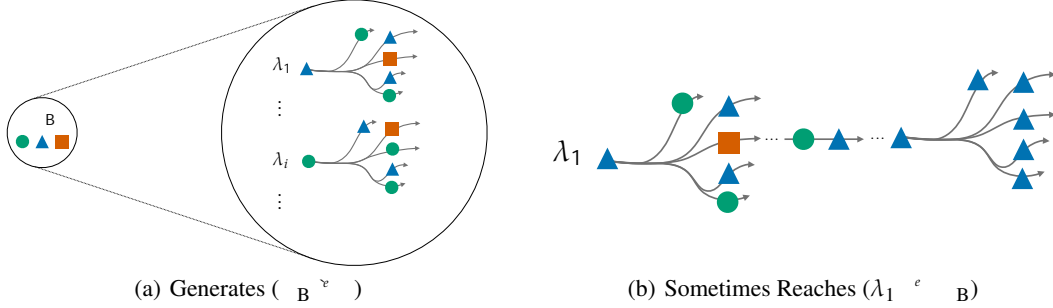 B
λ1
⋮
λi
⋮
λ1
...
...
(a) Generates ( B )
(b) Sometimes Reaches (λ1 e B)